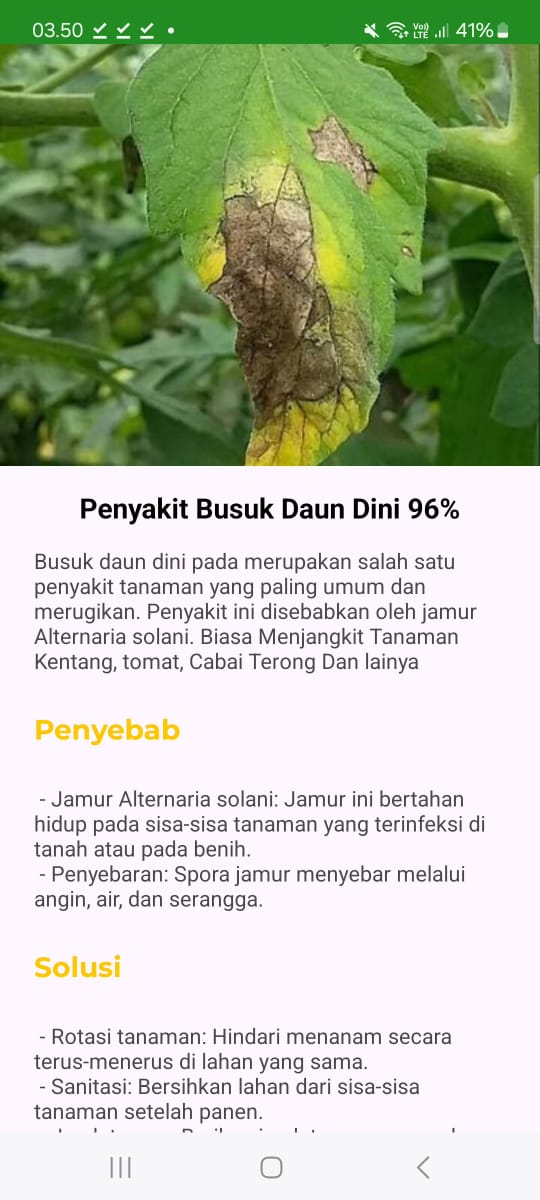 03.50
Vo))
LTE
41%
Penyakit Busuk Daun Dini 96%
Busuk daun dini pada merupakan salah satu
penyakit tanaman yang paling umum dan
merugikan. Penyakit ini disebabkan oleh jamur
Alternaria solani. Biasa Menjangkit Tanaman
Kentang, tomat, Cabai Terong Dan lainya
Penyebab
- Jamur Alternaria solani: Jamur ini bertahan
hidup pada sisa-sisa tanaman yang terinfeksi di
tanah atau pada benih.
- Penyebaran: Spora jamur menyebar melalui
angin, air, dan serangga.
Solusi
- Rotasi tanaman: Hindari menanam secara
terus-menerus di lahan yang sama.
- Sanitasi: Bersihkan lahan dari sisa-sisa
tanaman setelah panen.